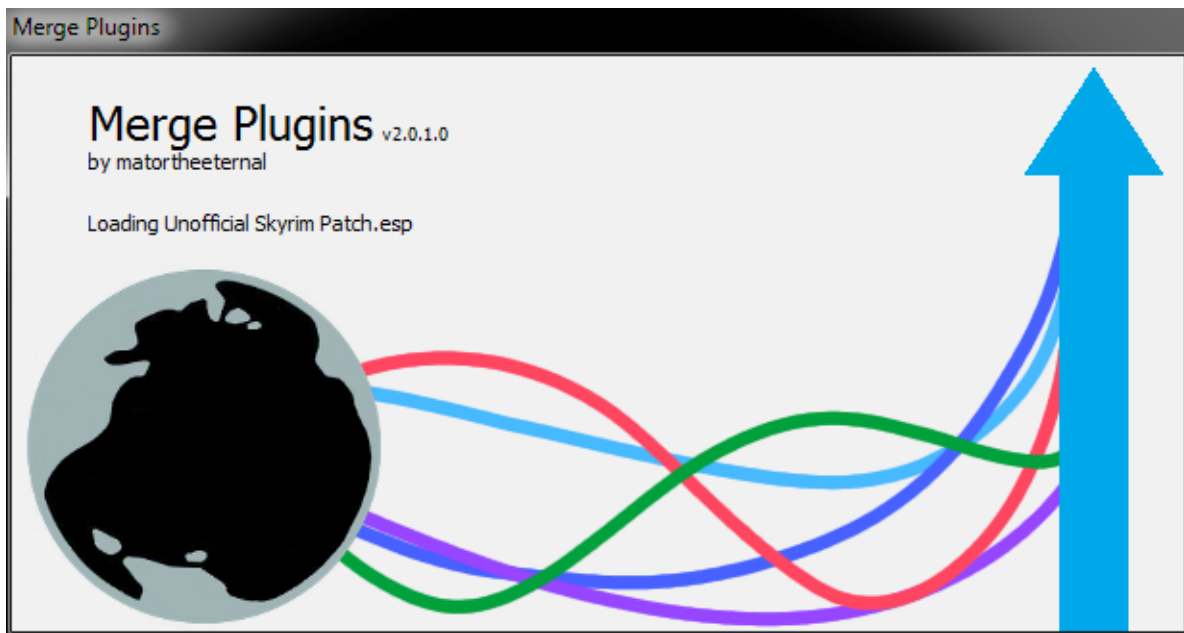 Merge Plugins
Merge Plugins v2.0.1.0
by matortheeternal
Loading Unofficial Skyrim Patch.esp